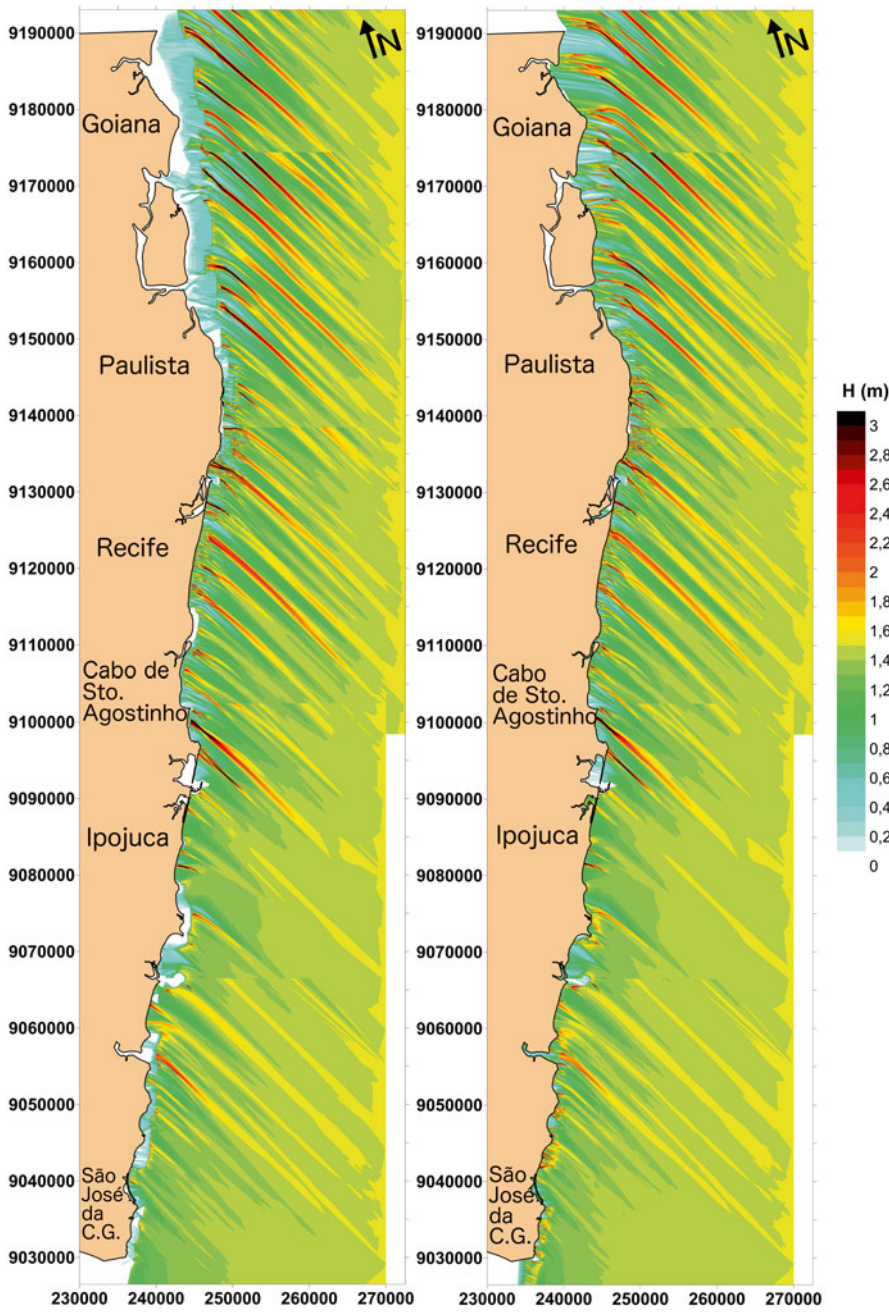 9190000
9180000
9170000
9160000
9150000
9140000
9130000
9120000
9110000
9100000
9090000
9080000
9070000
9060000
9050000
9040000
9030000
230000 240000 250000 260000 270000
N
Goiana
Paulista
Recife
Cabo de
Sto.
Agostinho
Ipojuca
São
José
da
C.G.
9190000
9180000
9170000
9160000
9150000
9140000
9130000
9120000
9110000
9100000
9090000
9080000
9070000
9060000
9050000
9040000
9030000
230000 240000 250000 260000 270000
N
Goiana
Paulista
Recife
Cabo
de Sto.
Agostinho
Ipojuca
São
José
da
C.G.
H (m)
3
2,8
2,6
2,4
2,2
2
1,8
1,6
1,4
1,2
1
0,8
0,6
0,4
0,2
0